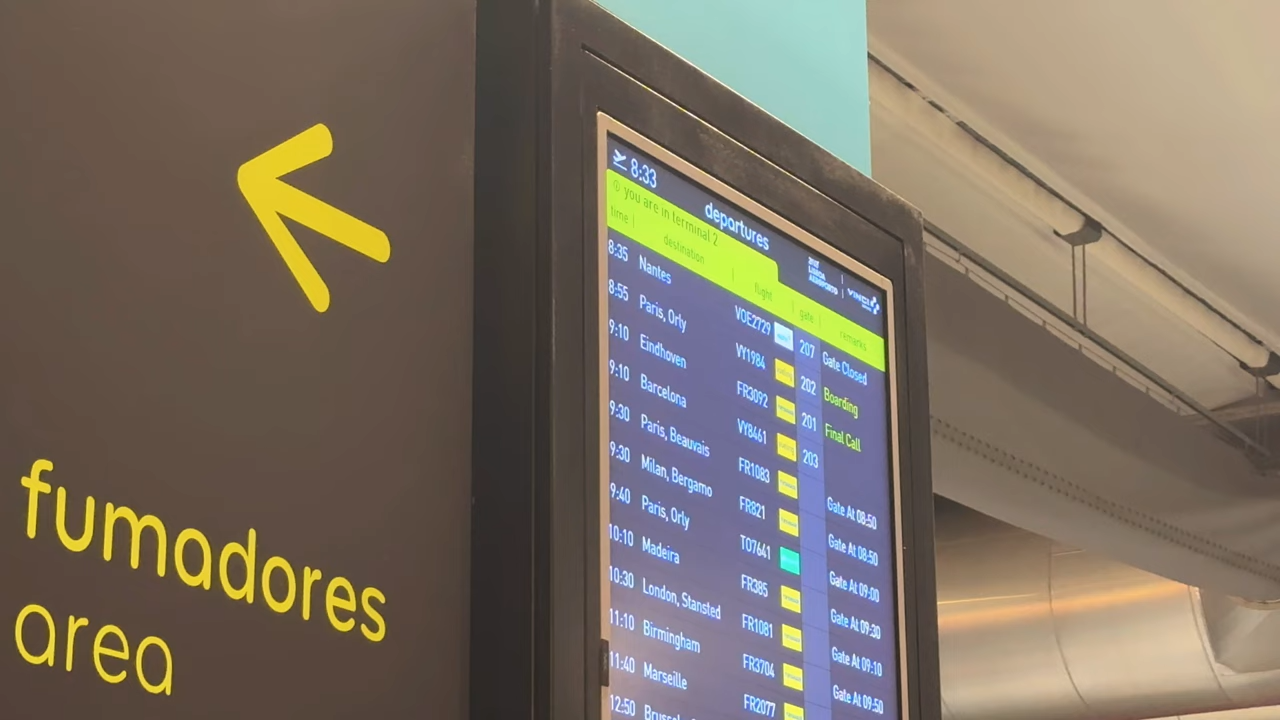 fumadores
area
8:33
departures
you are in terminal 2
LISBOA
AEROPORTO
VINCI
time destination flight gate remarks
8:35 Nantes VOE2729 207 Gate Closed
8:55 Paris, Orly VY1984 202 Boarding
9:10 Eindhoven FR3092 201 Final Call
9:10 Barcelona VY8461 203
9:30 Paris, Beauvais FR1083 Gate At 08:50
9:30 Milan, Bergamo FR821 Gate At 08:50
9:40 Paris, Orly TO7641 Gate At 09:00
10:10 Madeira FR385 Gate At 09:30
10:30 London, Stansted FR1081 Gate At 09:10
11:10 Birmingham FR3704 Gate At 09:50
11:40 Marseille FR2077
12:50